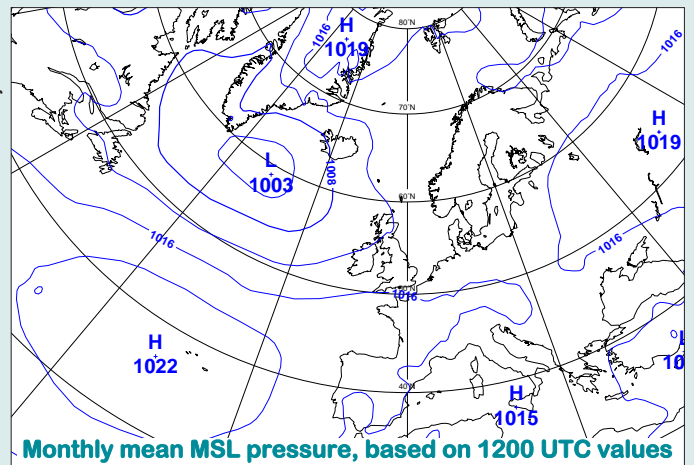 H
1019
1016
80°N
1016
70°N
H
1019
L
1003
1008
60°N
1016
1016
1016
H
1022
40°N
H
1015
Monthly mean MSL pressure, based on 1200 UTC values